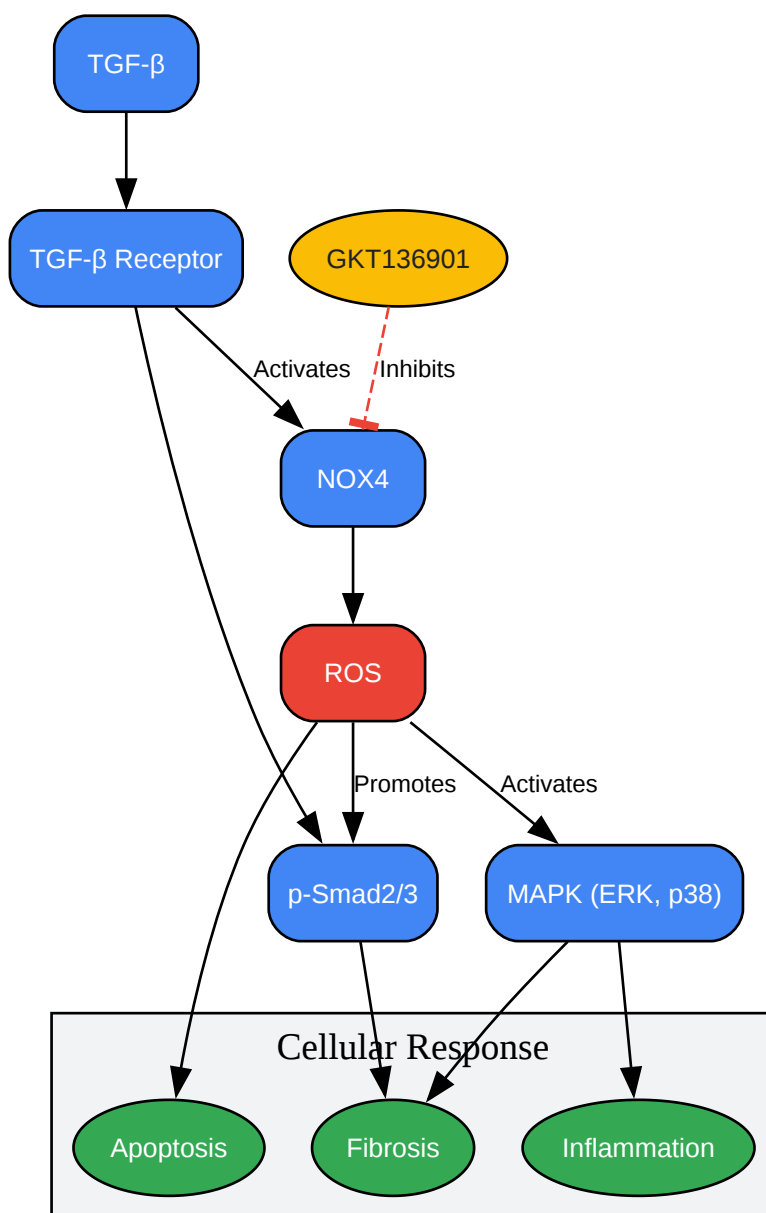 TGF-β
TGF-β Receptor
GKT136901
Activates
Inhibits
NOX4
ROS
Promotes
Activates
p-Smad2/3
MAPK (ERK, p38)
Cellular Response
Apoptosis
Fibrosis
Inflammation